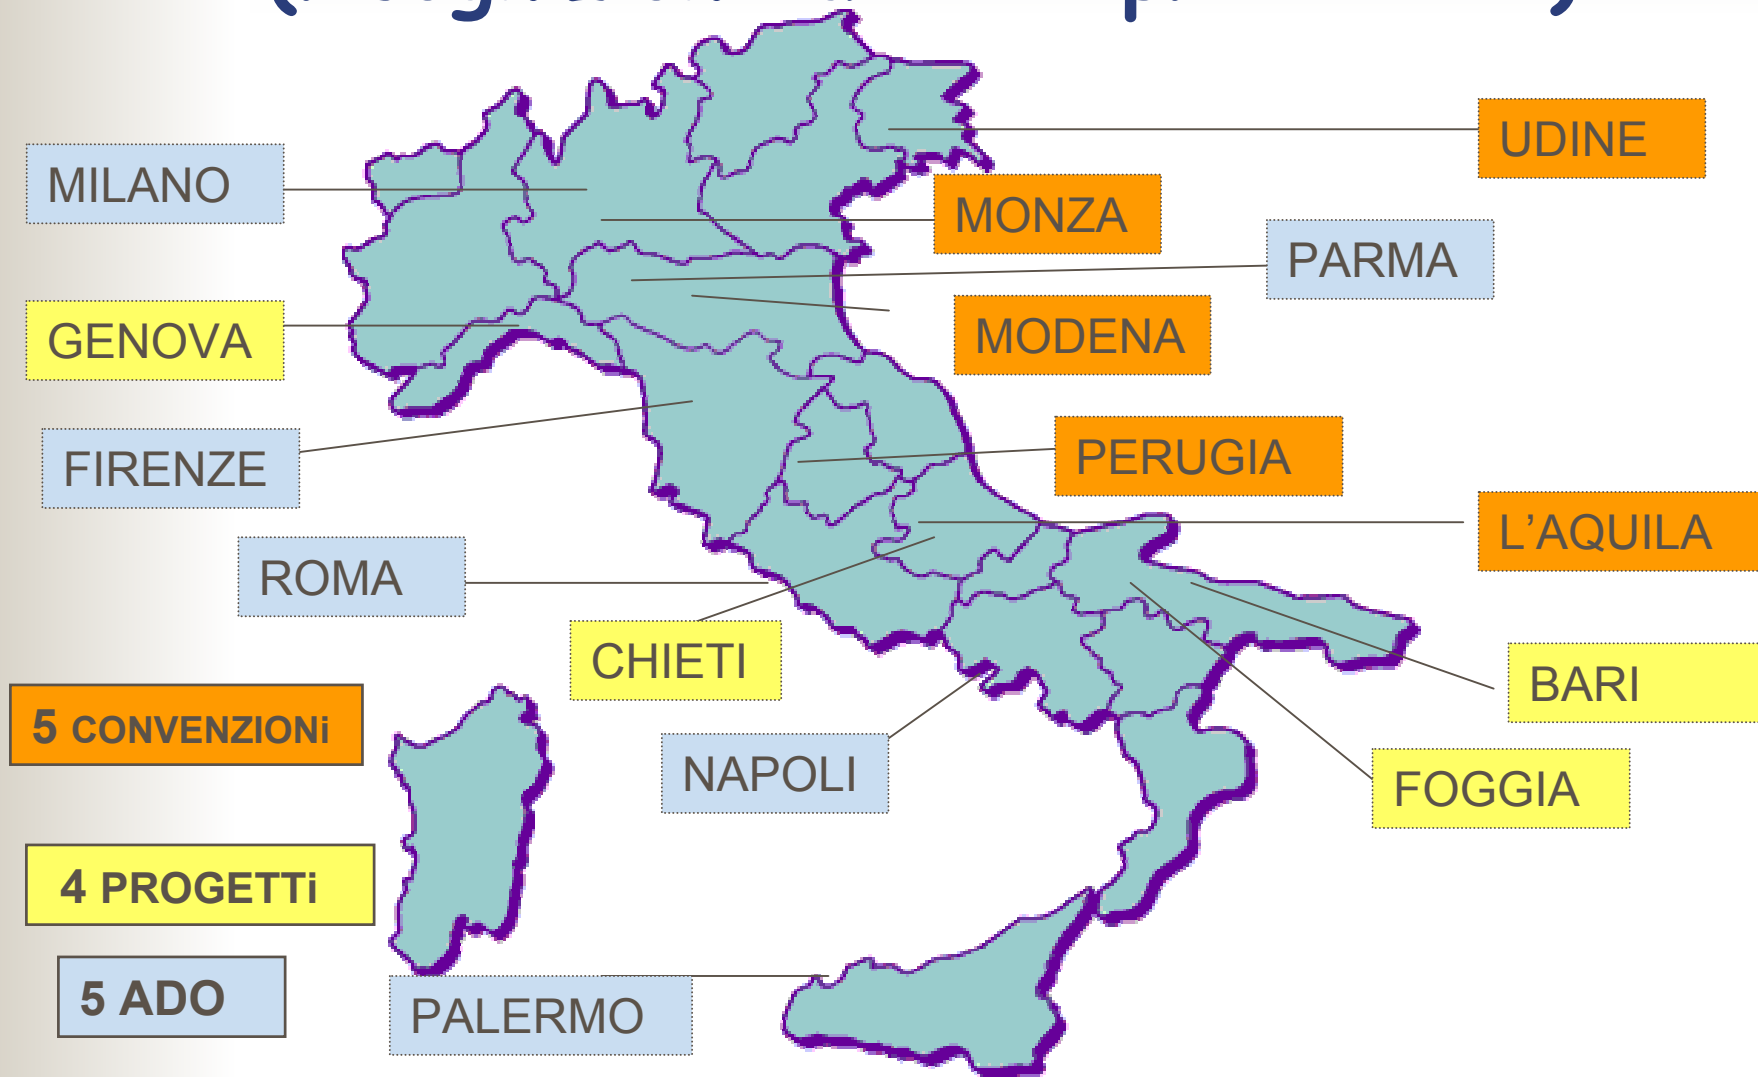 UDINE
MILANO
MONZA
PARMA
GENOVA
MODENA
FIRENZE
PERUGIA
L’AQUILA
ROMA
CHIETI
BARI
5 CONVENZIONi
NAPOLI
FOGGIA
4 PROGETTi
5 ADO
PALERMO